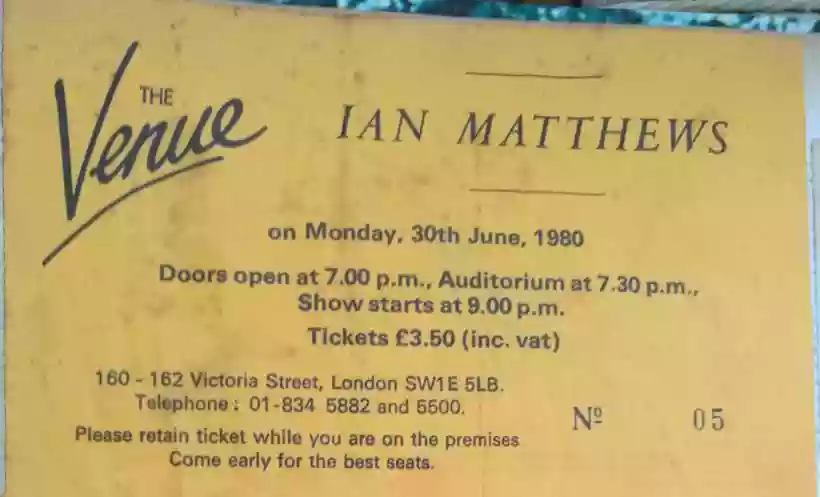 THE
Venue
IAN MATTHEWS
on Monday, 30th June, 1980
Doors open at 7.00 p.m., Auditorium at 7.30 p.m.,
Show starts at 9.00 p.m.
Tickets £3.50 (inc. vat)
160 - 162 Victoria Street, London SW1E 5LB.
Telephone: 01-834 5882 and 5500.
Nº 05
Please retain ticket while you are on the premises
Come early for the best seats.